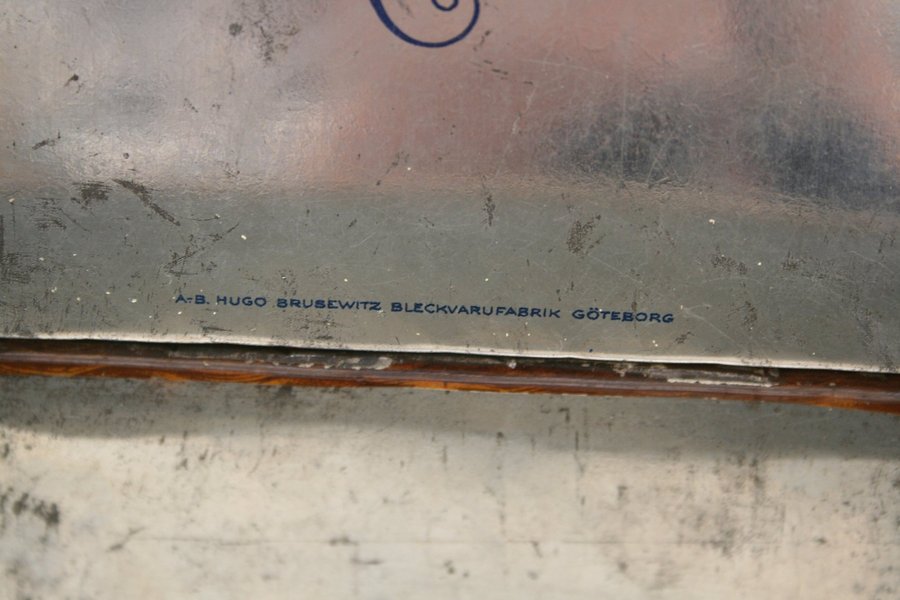 A.-B. HUGO BRUSEWITZ BLECKVARUFABRIK GÖTEBORG